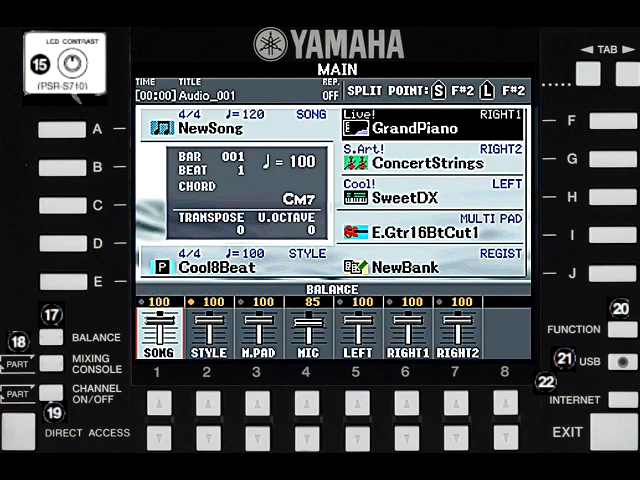 LCD CONTRAST
15
(PSR-S710)
YAMAHA
TAB
MAIN
TIME TITLE REP.
[00:00] Audio_001 OFF SPLIT POINT: S F#2 L F#2
4/4 ♩=120 SONG
NewSong
Live! RIGHT1
GrandPiano
BAR 001
BEAT 1
♩=100
CHORD
CM7
TRANSPOSE U.OCTAVE
0 0
S.Art! RIGHT2
ConcertStrings
Cool! LEFT
SweetDX
MULTI PAD
E.Gtr16BtCut1
4/4 ♩=100 STYLE
P Cool8Beat
REGIST
NewBank
BALANCE
100 100 100 85 100 100 100
SONG STYLE M.PAD MIC LEFT RIGHT1 RIGHT2
1 2 3 4 5 6 7 8
A
B
C
D
E
F
G
H
I
J
17
BALANCE
18
PART
MIXING
CONSOLE
PART
CHANNEL
ON/OFF
19
DIRECT ACCESS
20
FUNCTION
21
USB
22
INTERNET
EXIT